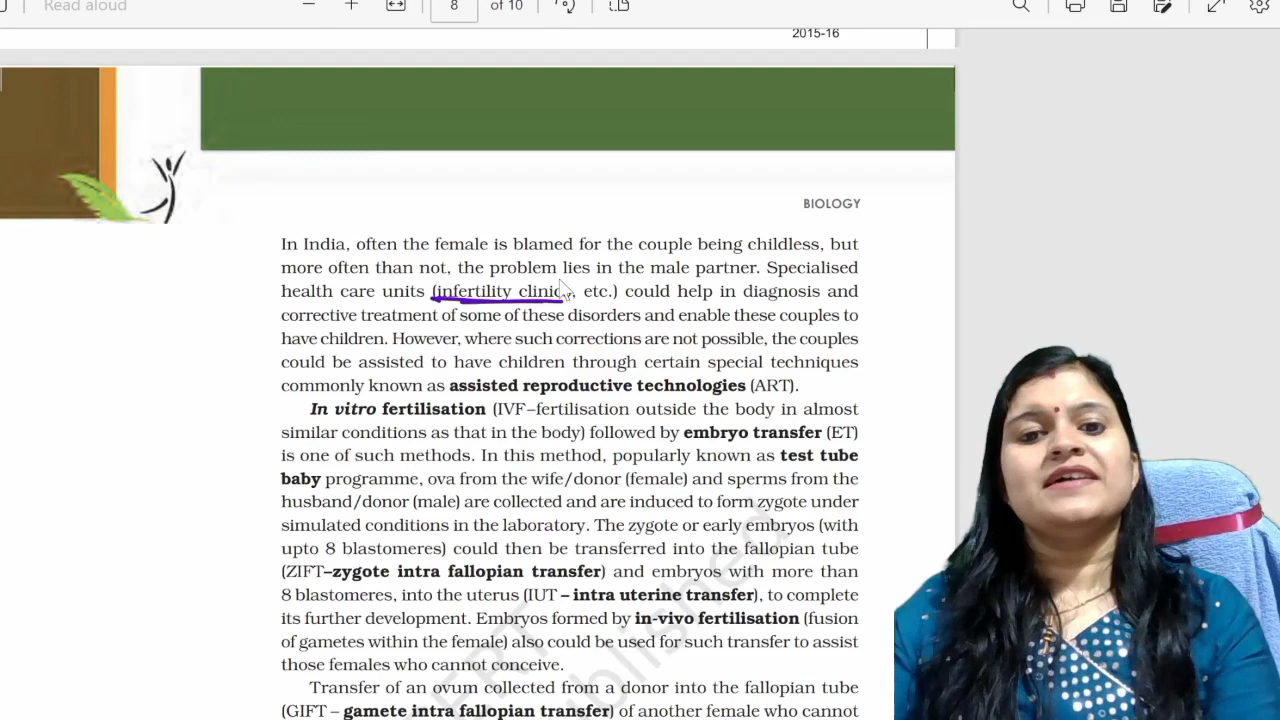 Read aloud
8
of 10
2015-16
BIOLOGY
In India, often the female is blamed for the couple being childless, but
more often than not, the problem lies in the male partner. Specialised
health care units (infertility clinic, etc.) could help in diagnosis and
corrective treatment of some of these disorders and enable these couples to
have children. However, where such corrections are not possible, the couples
could be assisted to have children through certain special techniques
commonly known as assisted reproductive technologies (ART).
In vitro fertilisation (IVF–fertilisation outside the body in almost
similar conditions as that in the body) followed by embryo transfer (ET)
is one of such methods. In this method, popularly known as test tube
baby programme, ova from the wife/donor (female) and sperms from the
husband/donor (male) are collected and are induced to form zygote under
simulated conditions in the laboratory. The zygote or early embryos (with
upto 8 blastomeres) could then be transferred into the fallopian tube
(ZIFT–zygote intra fallopian transfer) and embryos with more than
8 blastomeres, into the uterus (IUT – intra uterine transfer), to complete
its further development. Embryos formed by in-vivo fertilisation (fusion
of gametes within the female) also could be used for such transfer to assist
those females who cannot conceive.
Transfer of an ovum collected from a donor into the fallopian tube
(GIFT – gamete intra fallopian transfer) of another female who cannot